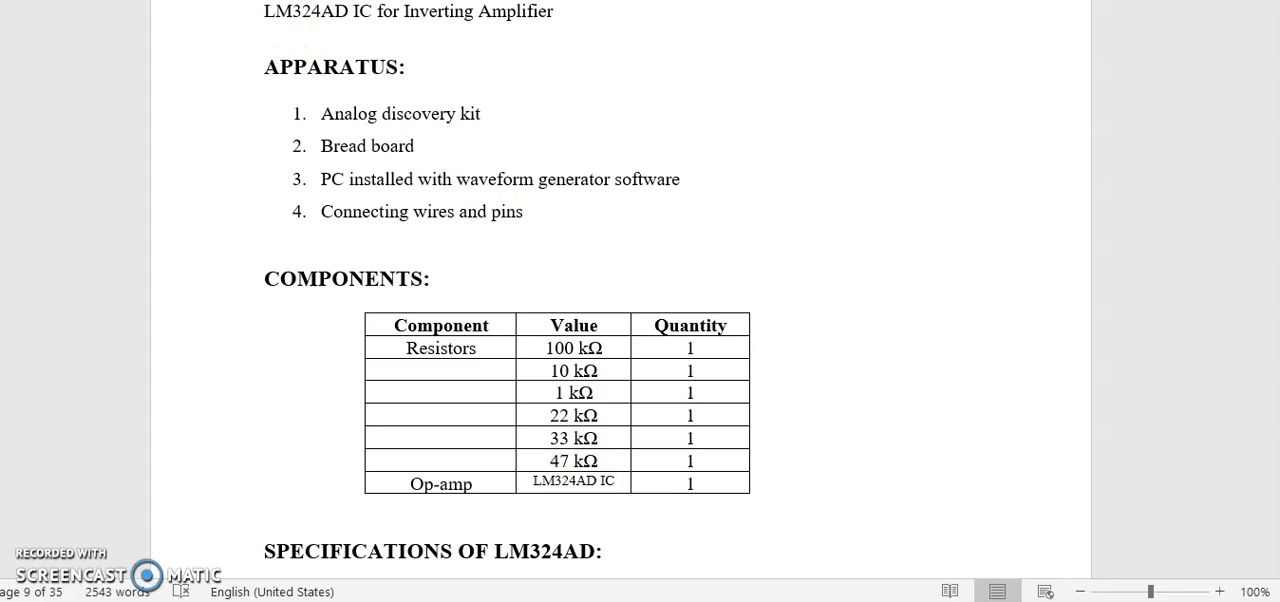 LM324AD IC for Inverting Amplifier
APPARATUS:
1. Analog discovery kit
2. Bread board
3. PC installed with waveform generator software
4. Connecting wires and pins
COMPONENTS:
Component Value Quantity
Resistors 100 kΩ 1
10 kΩ 1
1 kΩ 1
22 kΩ 1
33 kΩ 1
47 kΩ 1
Op-amp LM324AD IC 1
SPECIFICATIONS OF LM324AD:
RECORDED WITH
SCREENCAST MATIC
age 9 of 35 2543 words English (United States) 100%